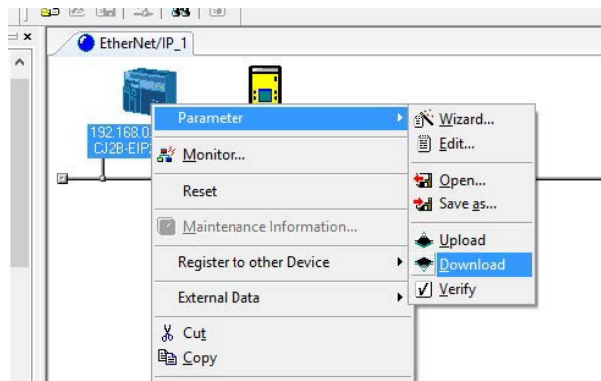 EtherNet/IP_1
192.168.0
CJ2B-EIP
Parameter
Monitor...
Reset
Maintenance Information...
Register to other Device
External Data
Cut
Copy
Wizard...
Edit...
Open...
Save as...
Upload
Download
Verify